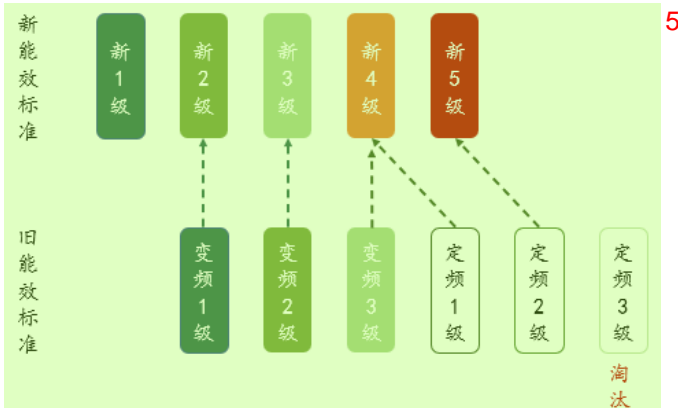 新能效标准
新1级
新2级
新3级
新4级
新5级
5
旧能效标准
变频1级
变频2级
变频3级
定频1级
定频2级
定频3级
淘汰